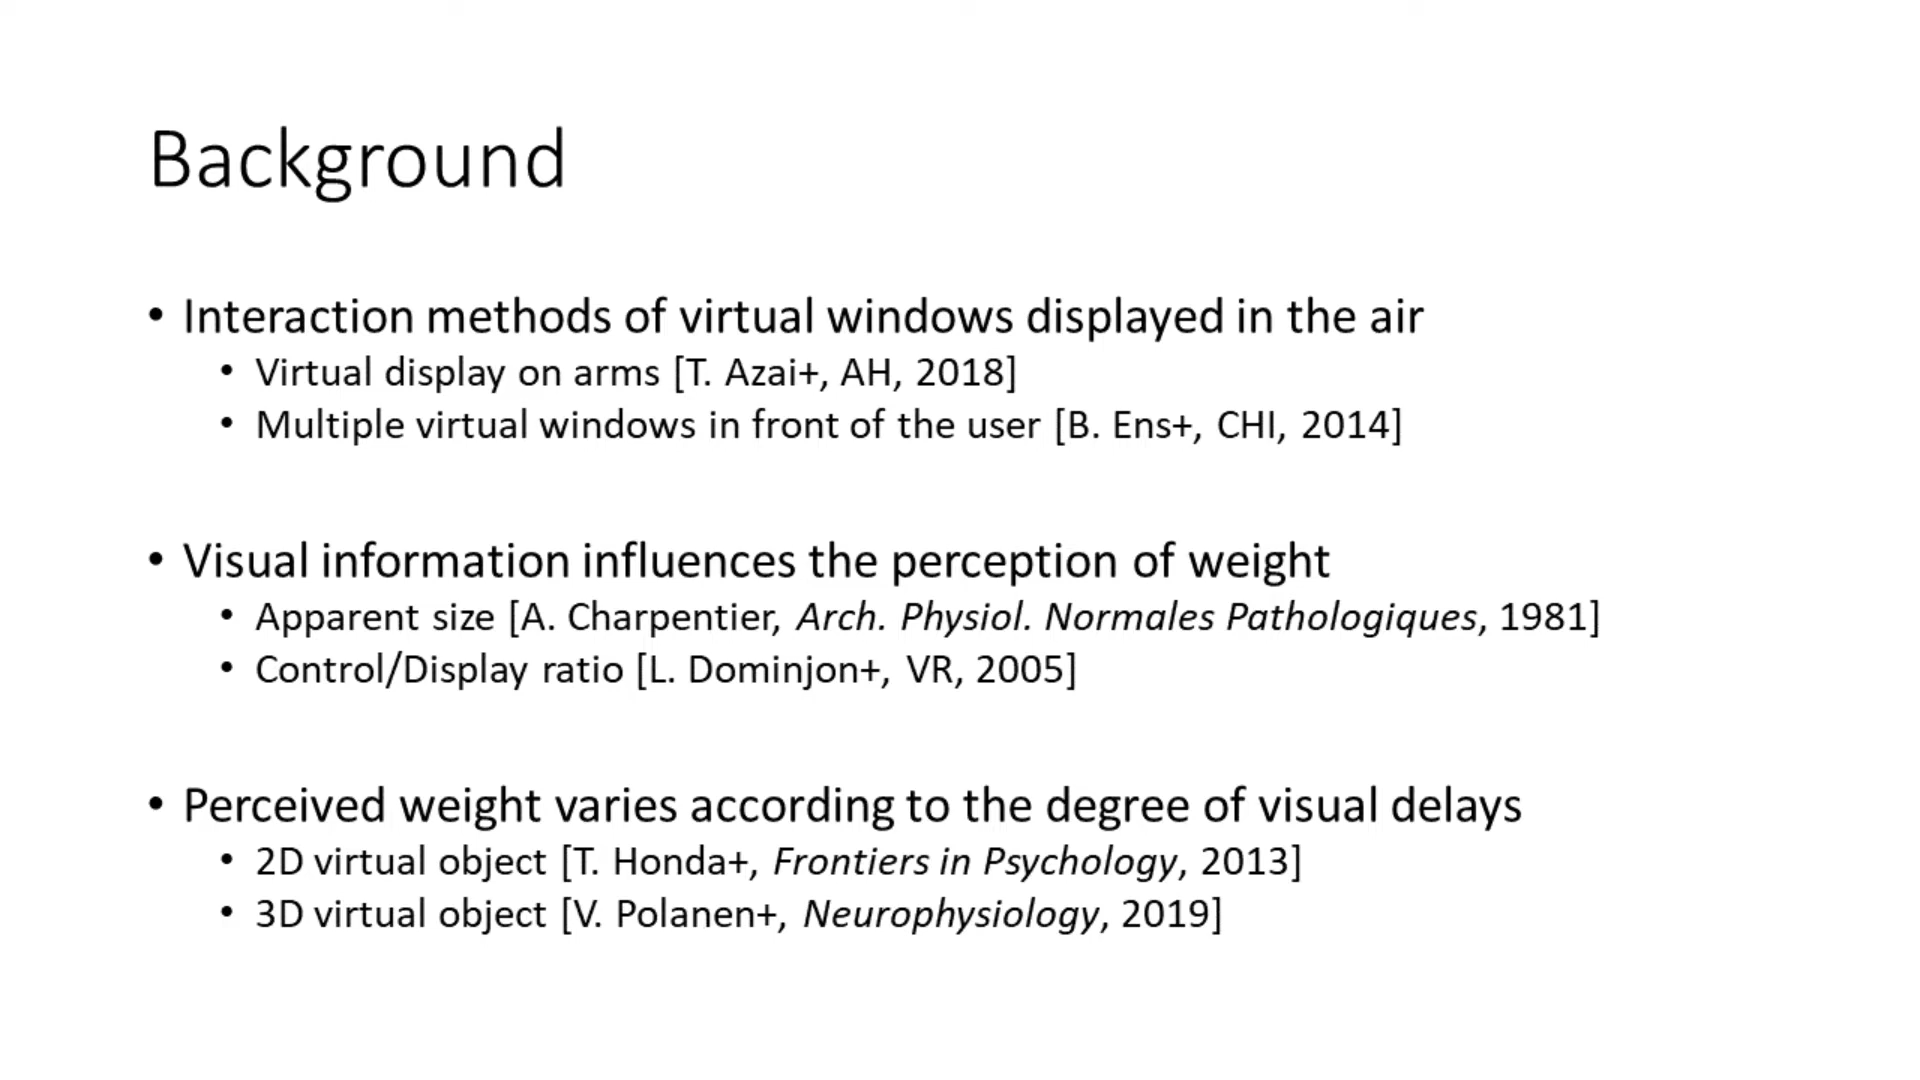 Background
• Interaction methods of virtual windows displayed in the air
• Virtual display on arms [T. Azai+, AH, 2018]
• Multiple virtual windows in front of the user [B. Ens+, CHI, 2014]
• Visual information influences the perception of weight
• Apparent size [A. Charpentier, Arch. Physiol. Normales Pathologiques, 1981]
• Control/Display ratio [L. Dominjon+, VR, 2005]
• Perceived weight varies according to the degree of visual delays
• 2D virtual object [T. Honda+, Frontiers in Psychology, 2013]
• 3D virtual object [V. Polanen+, Neurophysiology, 2019]